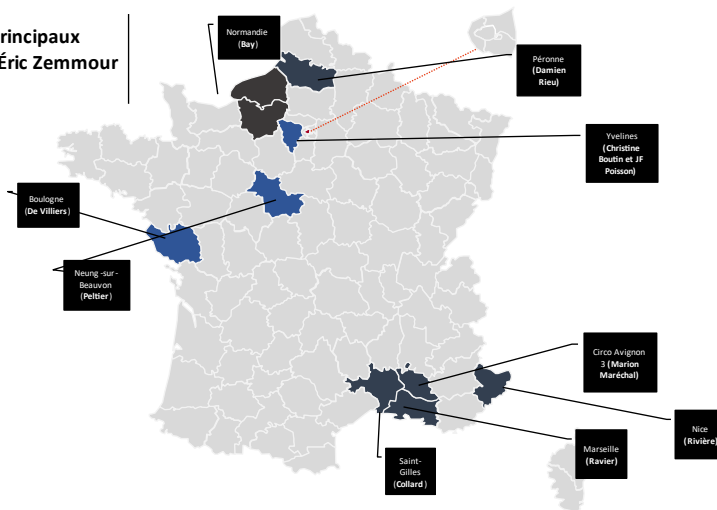 rincipaux
Éric Zemmour
Normandie
(Bay)
Péronne
(Damien
Rieu)
Yvelines
(Christine
Boutin et JF
Poisson)
Boulogne
(De Villiers)
Neung -sur-
Beauvon
(Peltier)
Circo Avignon
3 (Marion
Maréchal)
Nice
(Rivière)
Marseille
(Ravier)
Saint-
Gilles
(Collard )